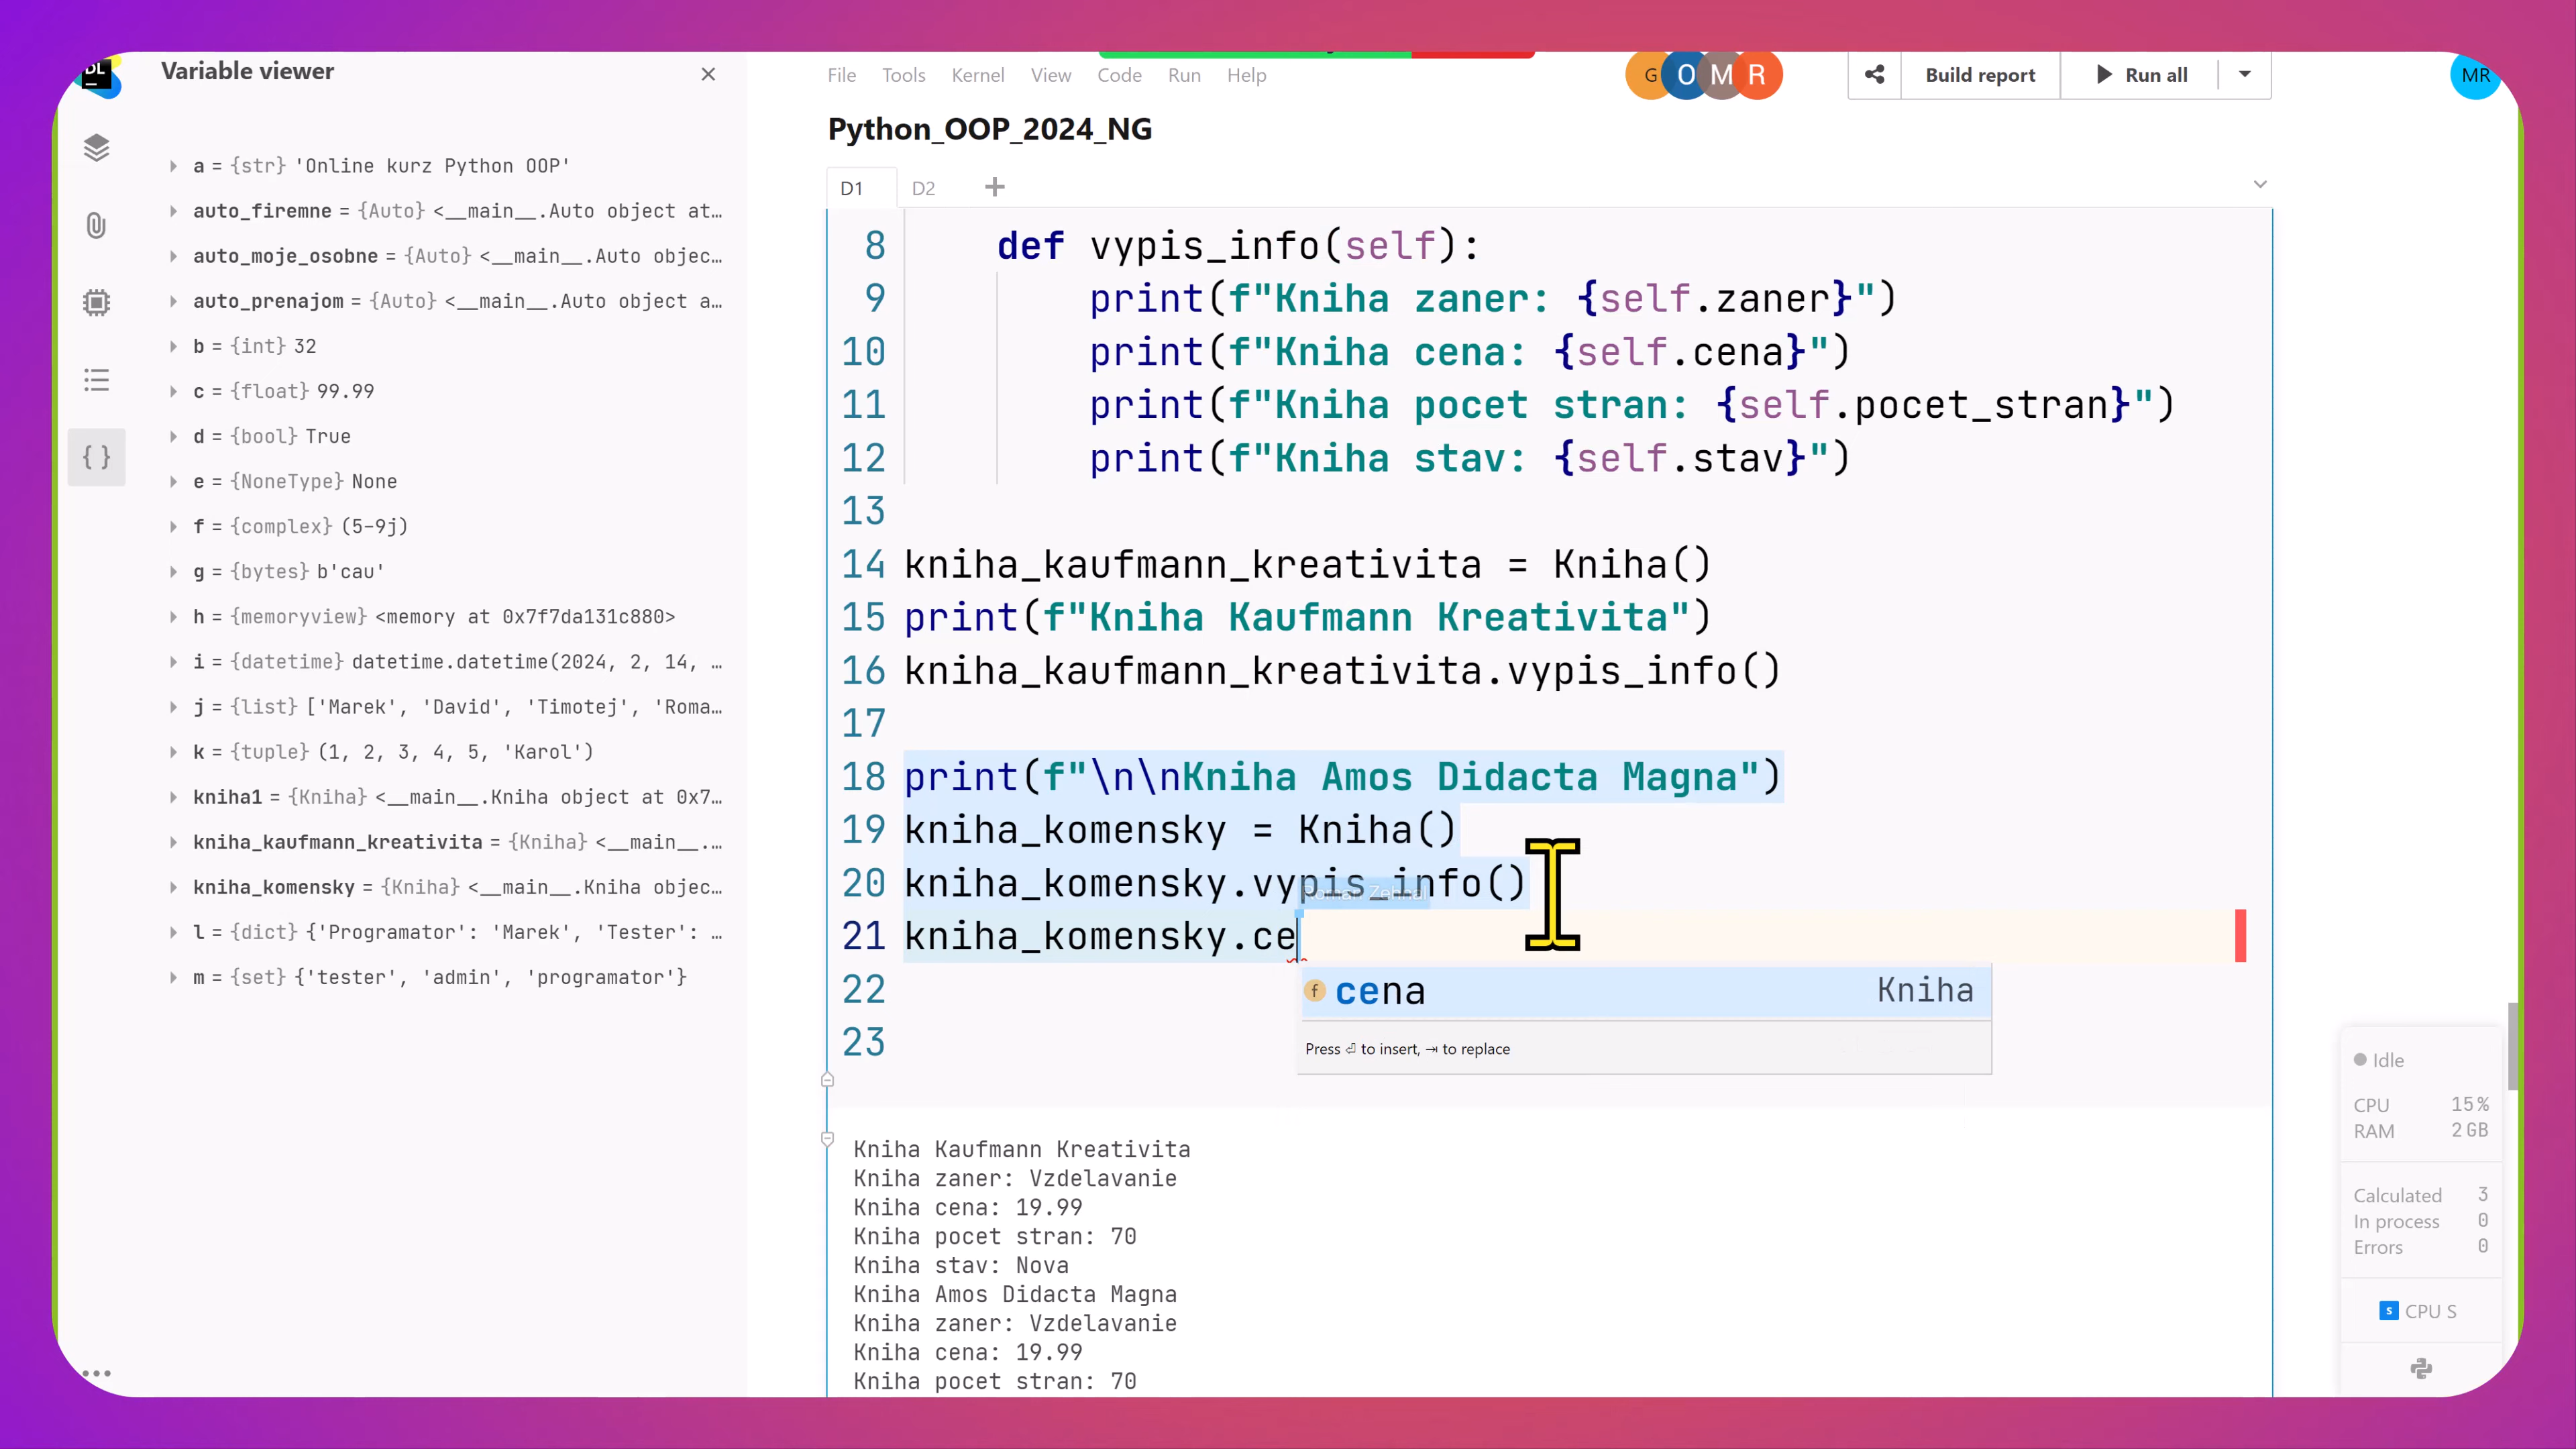 DL
Variable viewer
a = {str} 'Online kurz Python OOP'
auto_firemne = {Auto} <__main__.Auto object at…
auto_moje_osobne = {Auto} <__main__.Auto objec…
auto_prenajom = {Auto} <__main__.Auto object a…
b = {int} 32
c = {float} 99.99
d = {bool} True
e = {NoneType} None
f = {complex} (5-9j)
g = {bytes} b'cau'
h = {memoryview} <memory at 0x7f7da131c880>
i = {datetime} datetime.datetime(2024, 2, 14, …
j = {list} ['Marek', 'David', 'Timotej', 'Roma…
k = {tuple} (1, 2, 3, 4, 5, 'Karol')
kniha1 = {Kniha} <__main__.Kniha object at 0x7…
kniha_kaufmann_kreativita = {Kniha} <__main__.…
kniha_komensky = {Kniha} <__main__.Kniha objec…
l = {dict} {'Programator': 'Marek', 'Tester': …
m = {set} {'tester', 'admin', 'programator'}
File Tools Kernel View Code Run Help
G O M R
Build report
Run all
MR
Python_OOP_2024_NG
D1 D2
8 def vypis_info(self):
9 print(f"Kniha zaner: {self.zaner}")
10 print(f"Kniha cena: {self.cena}")
11 print(f"Kniha pocet stran: {self.pocet_stran}")
12 print(f"Kniha stav: {self.stav}")
13
14 kniha_kaufmann_kreativita = Kniha()
15 print(f"Kniha Kaufmann Kreativita")
16 kniha_kaufmann_kreativita.vypis_info()
17
18 print(f"\n\nKniha Amos Didacta Magna")
19 kniha_komensky = Kniha()
20 kniha_komensky.vypis_info()
21 kniha_komensky.ce
22
23
f cena Kniha
Press ⏎ to insert, ⇥ to replace
Kniha Kaufmann Kreativita
Kniha zaner: Vzdelavanie
Kniha cena: 19.99
Kniha pocet stran: 70
Kniha stav: Nova
Kniha Amos Didacta Magna
Kniha zaner: Vzdelavanie
Kniha cena: 19.99
Kniha pocet stran: 70
Idle
CPU 15%
RAM 2 GB
Calculated 3
In process 0
Errors 0
S CPU S